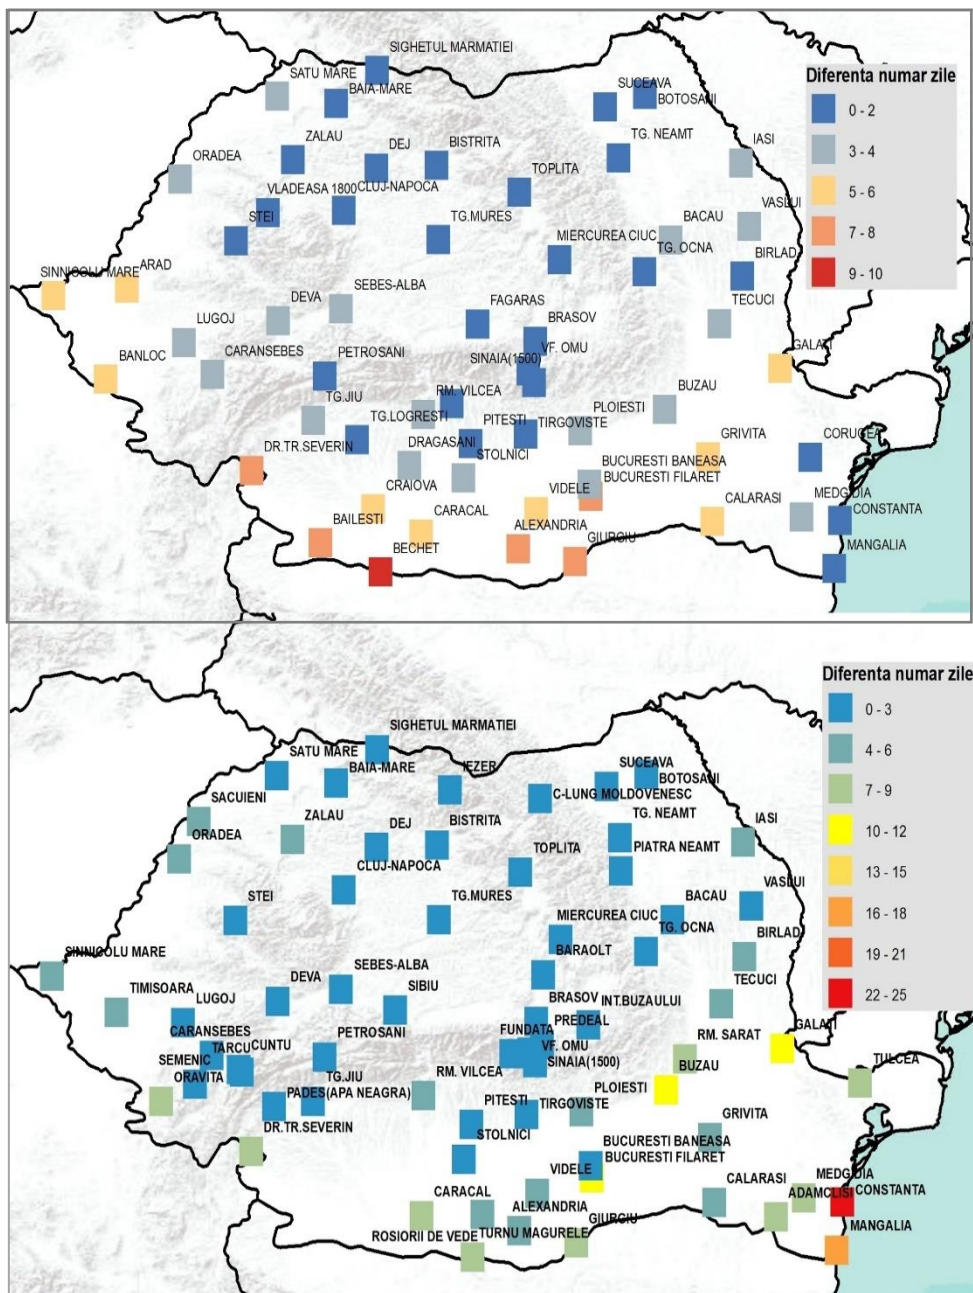 SIGHETUL MARMATIEI
SATU MARE
BAIA-MARE
SUCEAVA
BOTOSANI
Diferenta numar zile
0 - 2
3 - 4
5 - 6
7 - 8
9 - 10
ZALAU
DEJ
BISTRITA
TG. NEAMT
IASI
ORADEA
TOPLITA
VLADEASA 1800
CLUJ-NAPOCA
VASLUI
STEI
TG.MURES
BACAU
MIERCUREA CIUC
TG. OCNA
BIRLAD
SINNICOLU MARE
ARAD
DEVA
SEBES-ALBA
TECUCI
FAGARAS
BRASOV
LUGOJ
GALATI
BANLOC
CARANSEBES
PETROSANI
SINAIA(1500)
VF. OMU
RM. VILCEA
BUZAU
TG.JIU
TG.LOGRESTI
PITESTI
TIRGOVISTE
PLOIESTI
DR.TR.SEVERIN
DRAGASANI
STOLNICI
GRIVITA
CORUGEA
BUCURESTI BANEASA
BUCURESTI FILARET
CRAIOVA
VIDELE
CALARASI
MEDGIDIA
BAILESTI
CARACAL
ALEXANDRIA
CONSTANTA
BECHET
GIURGIU
MANGALIA
Diferenta numar zile
0 - 3
4 - 6
7 - 9
10 - 12
13 - 15
16 - 18
19 - 21
22 - 25
SIGHETUL MARMATIEI
SATU MARE
BAIA-MARE
IEZER
SUCEAVA
BOTOSANI
C-LUNG MOLDOVENESC
SACUIENI
ZALAU
DEJ
BISTRITA
TG. NEAMT
IASI
ORADEA
TOPLITA
PIATRA NEAMT
CLUJ-NAPOCA
VASLUI
STEI
TG.MURES
BACAU
MIERCUREA CIUC
TG. OCNA
BIRLAD
SINNICOLU MARE
BARAOLT
TIMISOARA
DEVA
SEBES-ALBA
SIBIU
TECUCI
LUGOJ
BRASOV
INT.BUZAULUI
CARANSEBES
PETROSANI
FUNDATA
PREDEAL
RM. SARAT
GALATI
TARCU
CUNTU
SEMENIC
VF. OMU
SINAIA(1500)
BUZAU
TULCEA
ORAVITA
TG.JIU
RM. VILCEA
PADES(APA NEAGRA)
PITESTI
TIRGOVISTE
PLOIESTI
DR.TR.SEVERIN
STOLNICI
GRIVITA
BUCURESTI BANEASA
BUCURESTI FILARET
VIDELE
CALARASI
MEDGIDIA
CARACAL
ALEXANDRIA
ADAMCLISI
CONSTANTA
ROSIORII DE VEDE
TURNU MAGURELE
GIURGIU
MANGALIA